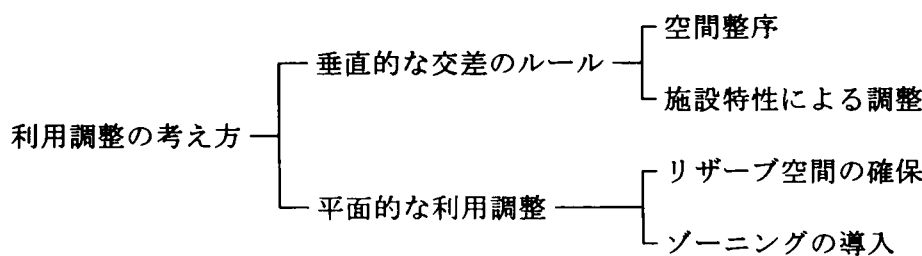 空間整序
垂直的な交差のルール
施設特性による調整
利用調整の考え方
リザーブ空間の確保
平面的な利用調整
ゾーニングの導入